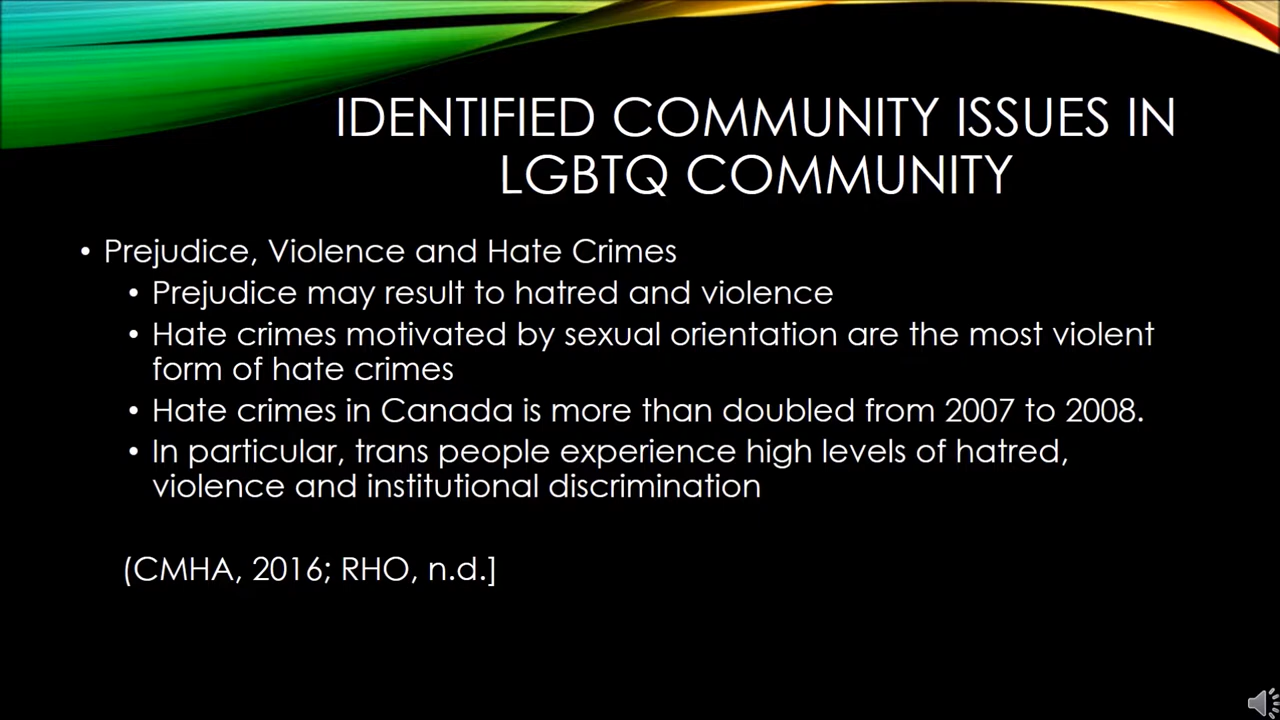 IDENTIFIED COMMUNITY ISSUES IN
LGBTQ COMMUNITY
• Prejudice, Violence and Hate Crimes
• Prejudice may result to hatred and violence
• Hate crimes motivated by sexual orientation are the most violent
form of hate crimes
• Hate crimes in Canada is more than doubled from 2007 to 2008.
• In particular, trans people experience high levels of hatred,
violence and institutional discrimination
(CMHA, 2016; RHO, n.d.]